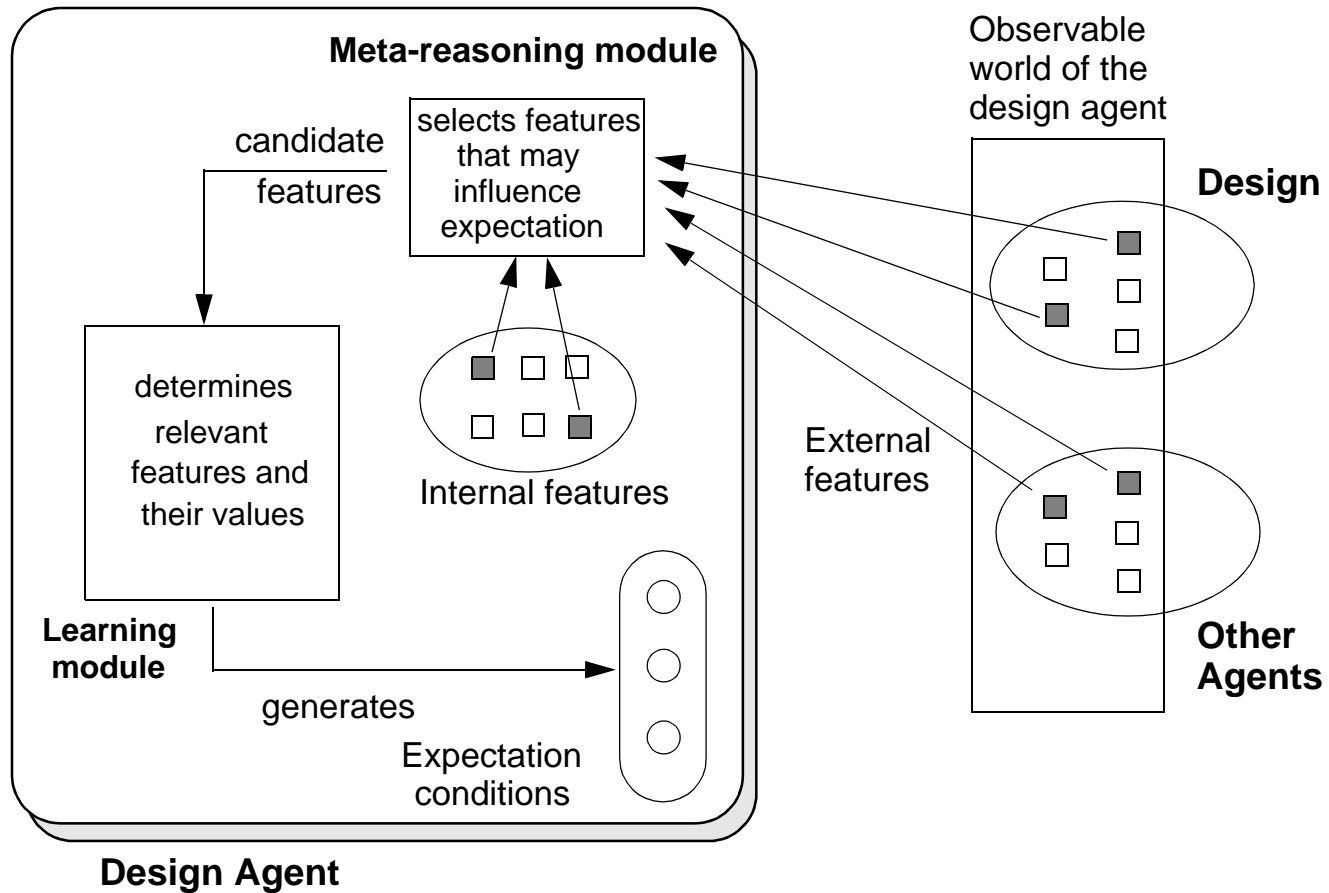 Meta-reasoning module
selects features
that may
influence
expectation
candidate
features
determines
relevant
features and
their values
Learning
module
Internal features
generates
Expectation
conditions
Design Agent
Observable
world of the
design agent
Design
External
features
Other
Agents